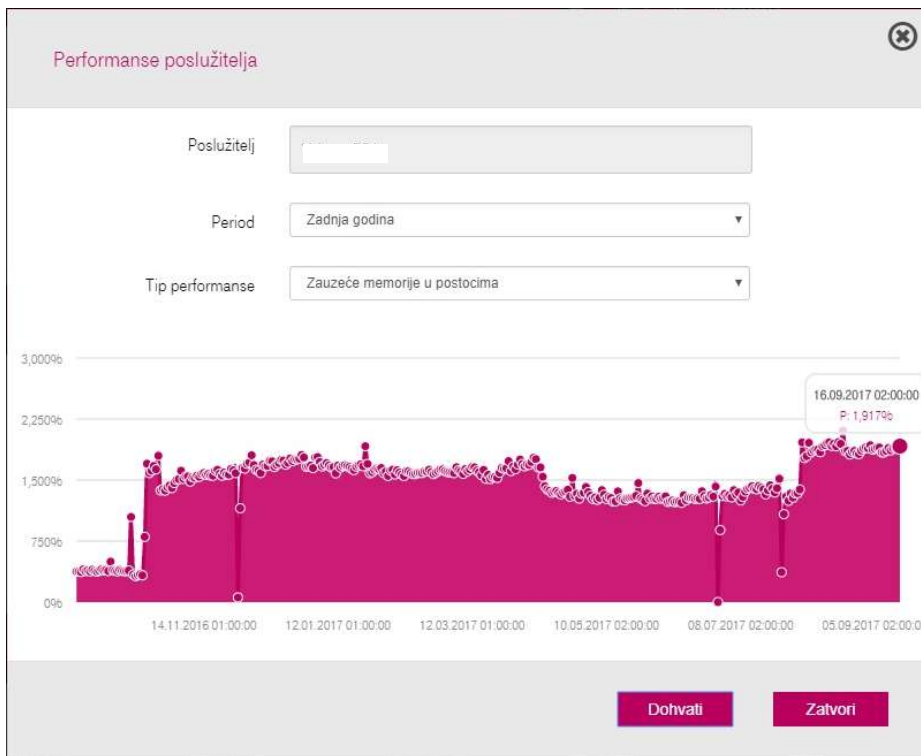 Performanse poslužitelja
Poslužitelj
Period
Zadnja godina
Tip performanse
Zauzeće memorije u postocima
3,000%
2,250%
1,500%
750%
0%
16.09.2017 02:00:00
P: 1,917%
14.11.2016 01:00:00
12.01.2017 01:00:00
12.03.2017 01:00:00
10.05.2017 02:00:00
08.07.2017 02:00:00
05.09.2017 02:00:0
Dohvati
Zatvori